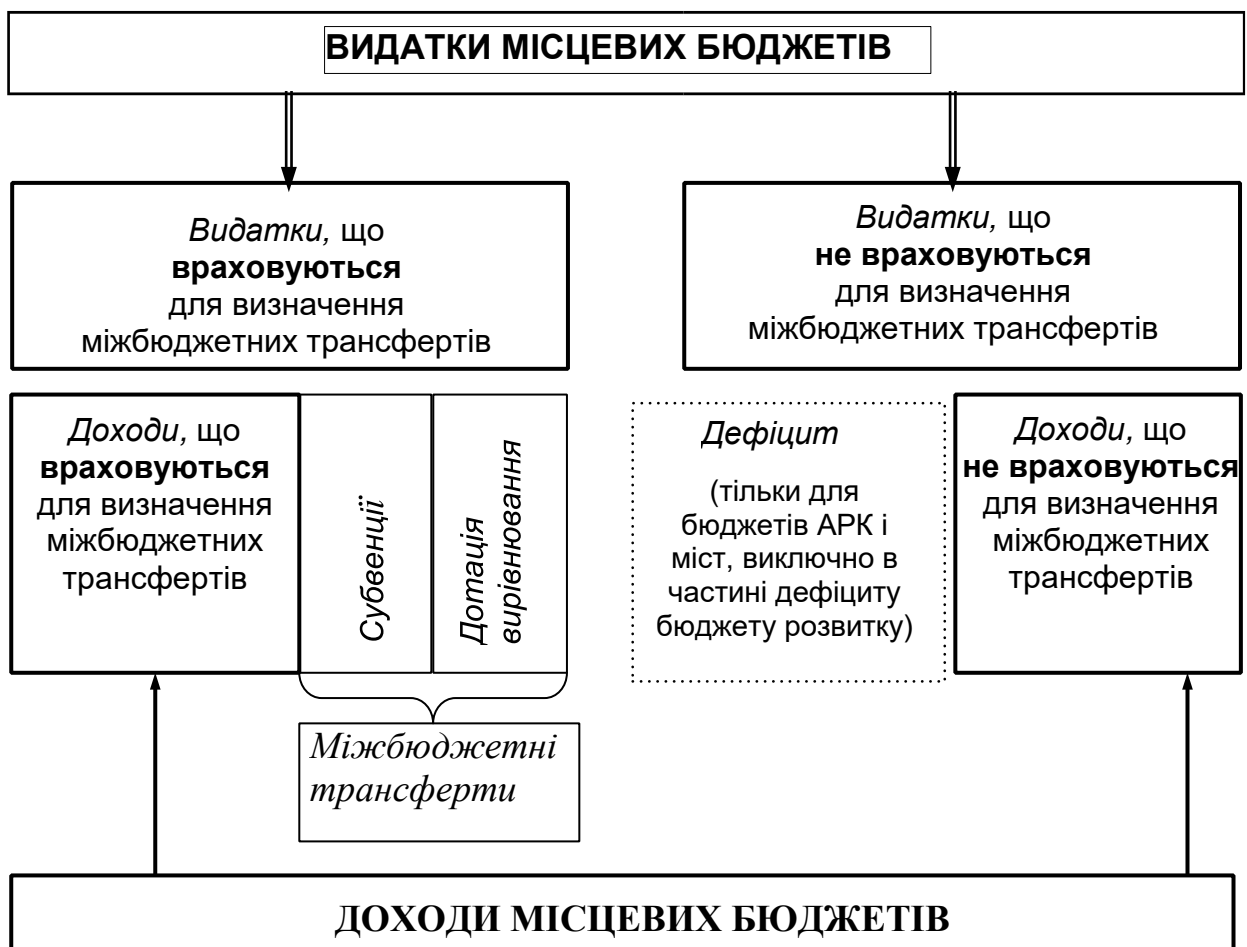 ВИДАТКИ МІСЦЕВИХ БЮДЖЕТІВ
Видатки, що
враховуються
для визначення
міжбюджетних трансфертів
Видатки, що
не враховуються
для визначення
міжбюджетних трансфертів
Доходи, що
враховуються
для визначення
міжбюджетних
трансфертів
Субвенції
Дотація
вирівнювання
Дефіцит
(тільки для
бюджетів АРК і
міст, виключно в
частині дефіциту
бюджету розвитку)
Доходи, що
не враховуються
для визначення
міжбюджетних
трансфертів
Міжбюджетні
трансферти
ДОХОДИ МІСЦЕВИХ БЮДЖЕТІВ